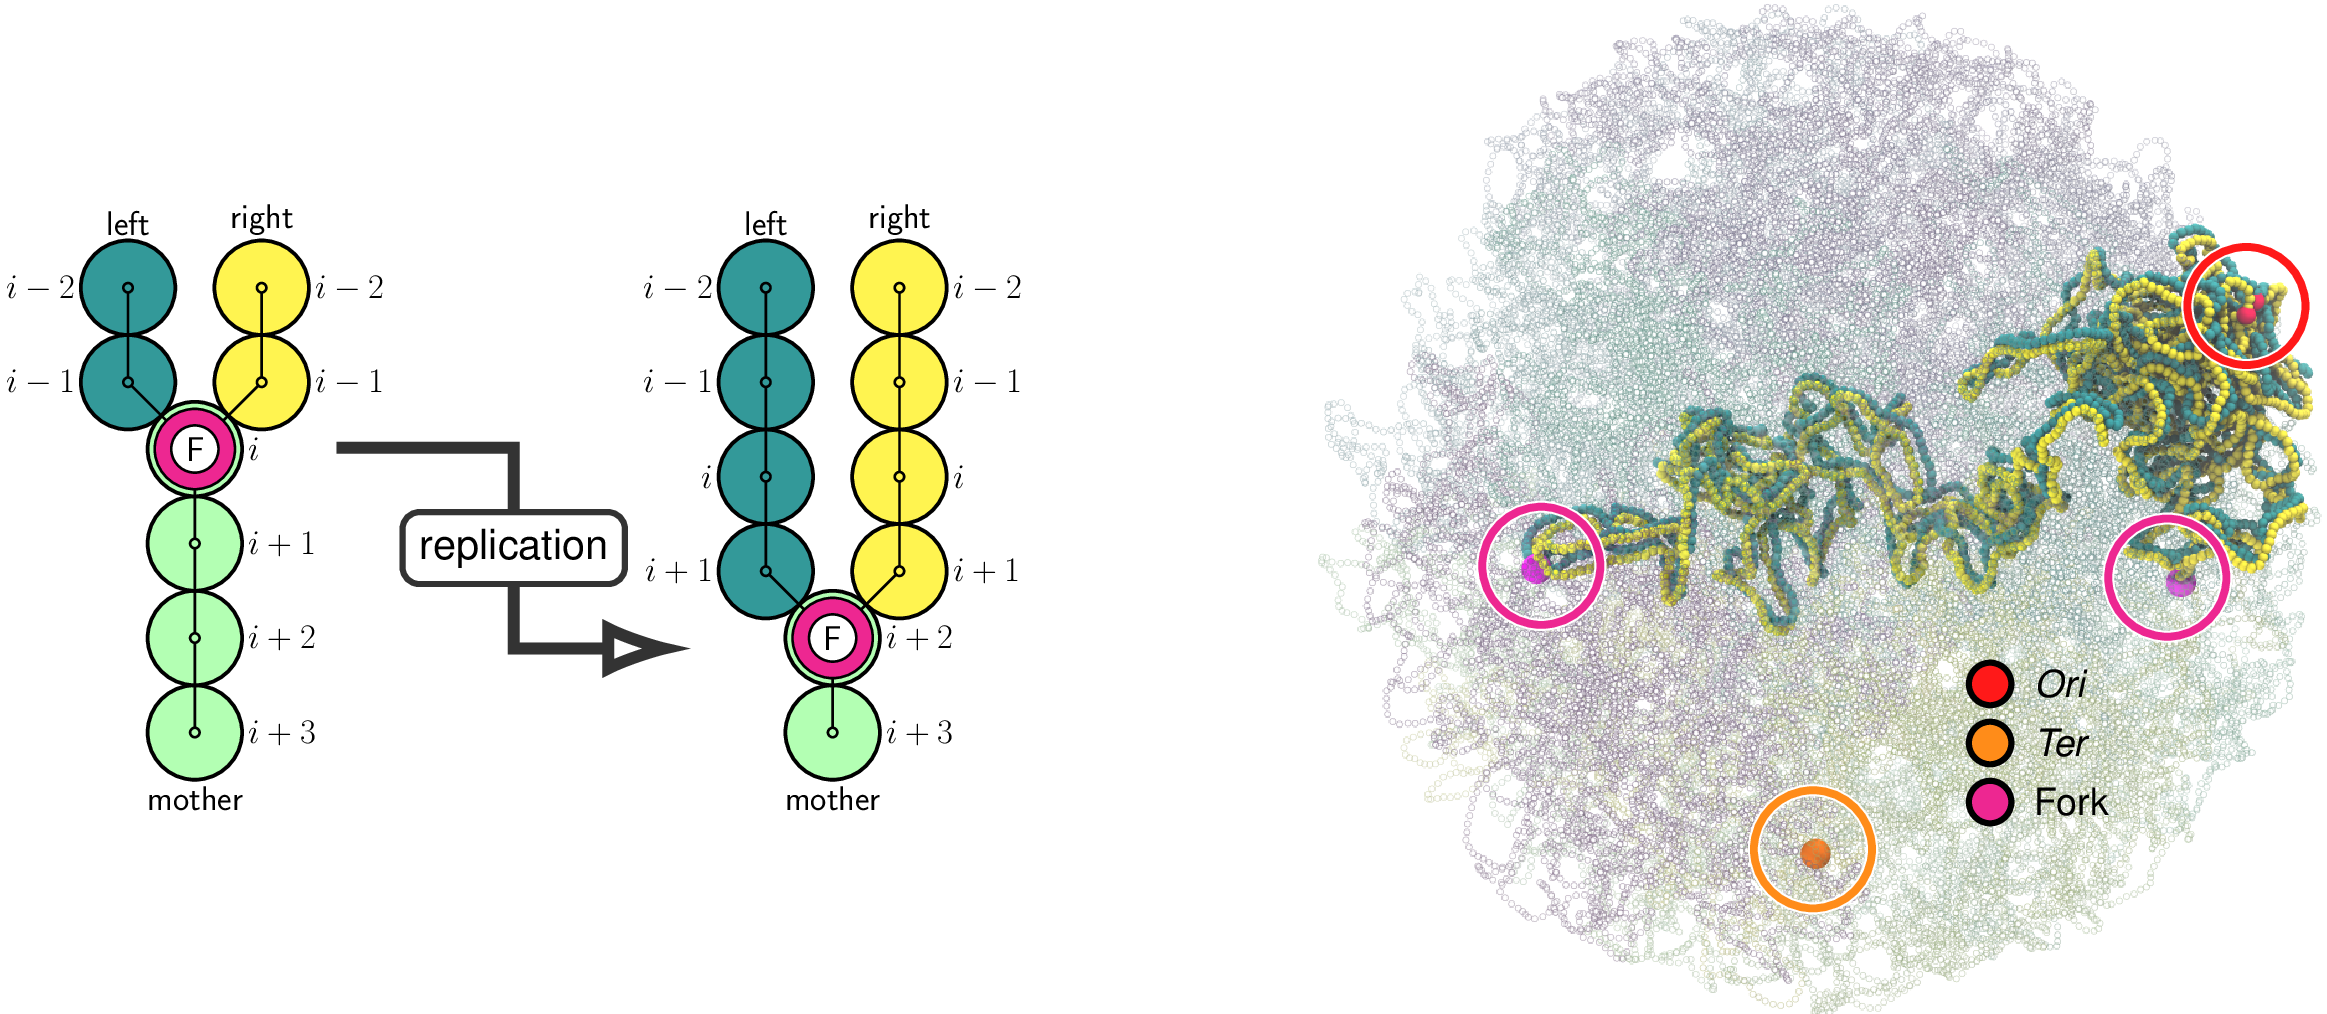 left right
i − 2 i − 2
i − 1 i − 1
F i
i + 1
i + 2
i + 3
mother
replication
left right
i − 2 i − 2
i − 1 i − 1
i i
i + 1 i + 1
F i + 2
i + 3
mother
Ori
Ter
Fork